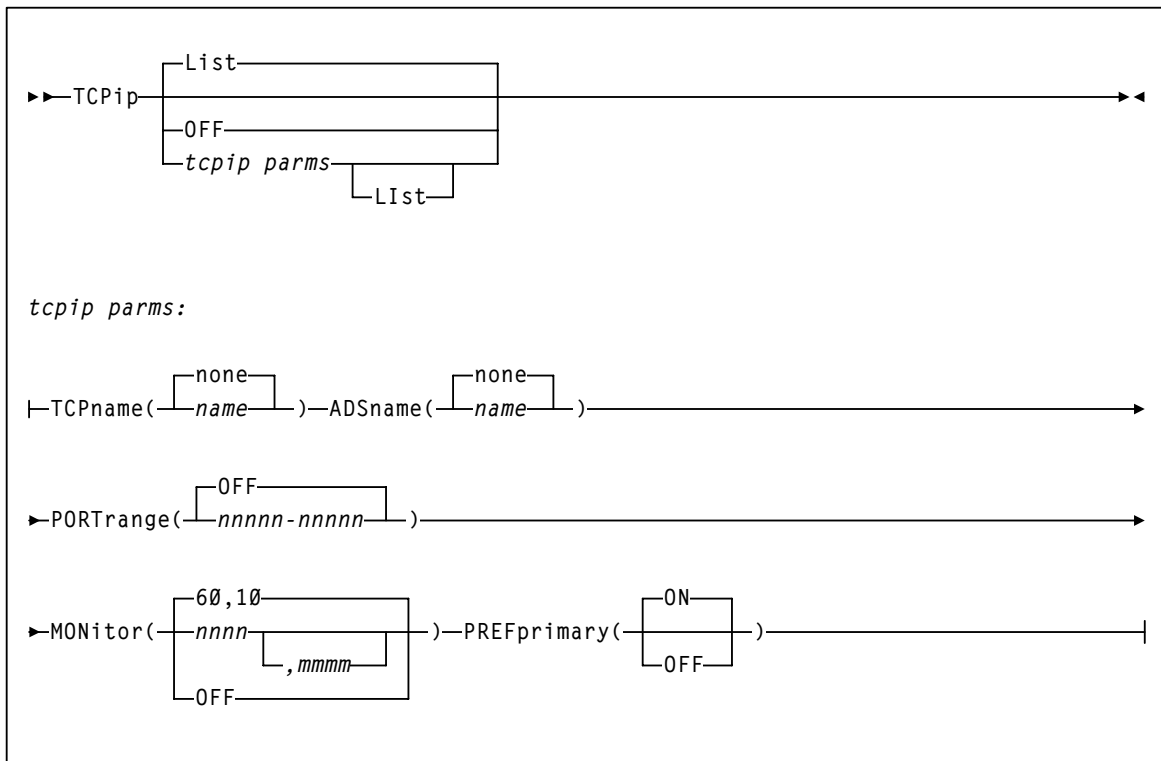 List
TCPip
OFF
tcpip parms
LIst
tcpip parms:
none none
TCPname( name ) ADSname( name )
OFF
PORTrange( nnnnn-nnnnn )
60,10 ON
MONitor( nnnn ) PREFprimary( )
,mmmm OFF
OFF